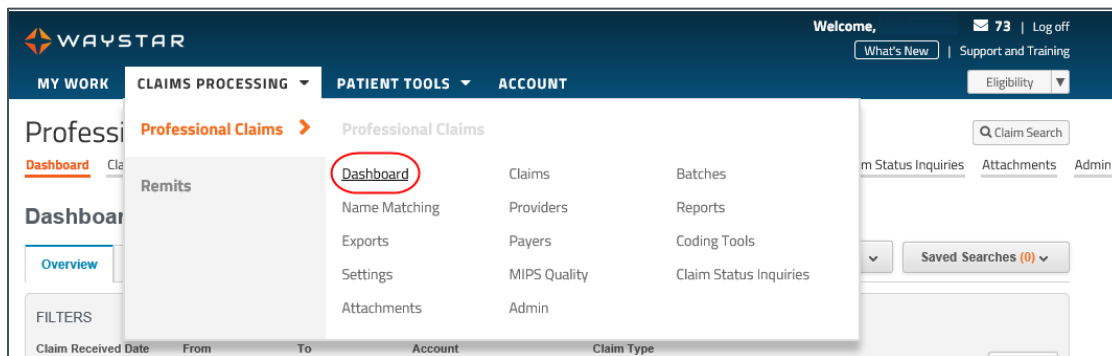 WAYSTAR
Welcome,
73 | Log off
What's New | Support and Training
MY WORK CLAIMS PROCESSING PATIENT TOOLS ACCOUNT
Eligibility
Professi
Professional Claims
Professional Claims
Claim Search
Dashboard Cla
Dashboard Claims Batches
m Status Inquiries Attachments Admin
Remits
Name Matching Providers Reports
Dashboar
Exports Payers Coding Tools
Overview
Saved Searches (0)
Settings MIPS Quality Claim Status Inquiries
Attachments Admin
FILTERS
Claim Received Date From To Account Claim Type